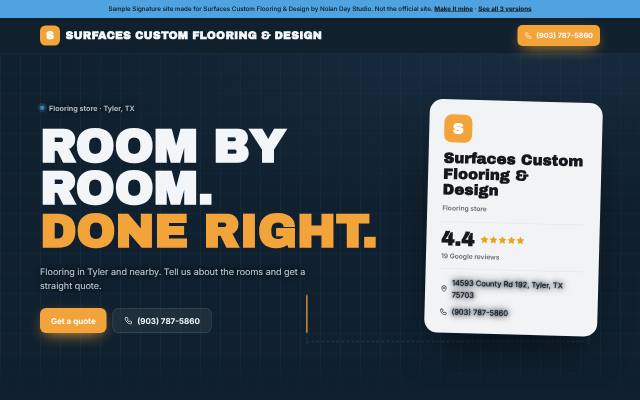 Sample Signature site made for Surfaces Custom Flooring & Design by Nolan Day Studio. Not the official site. Make it mine · See all 3 versions
S SURFACES CUSTOM FLOORING & DESIGN
(903) 787-5860
Flooring store · Tyler, TX
ROOM BY
ROOM.
DONE RIGHT.
Flooring in Tyler and nearby. Tell us about the rooms and get a
straight quote.
Get a quote
(903) 787-5860
S
Surfaces Custom
Flooring &
Design
Flooring store
4.4 ★★★★★
19 Google reviews
14593 County Rd 192, Tyler, TX
75703
(903) 787-5860